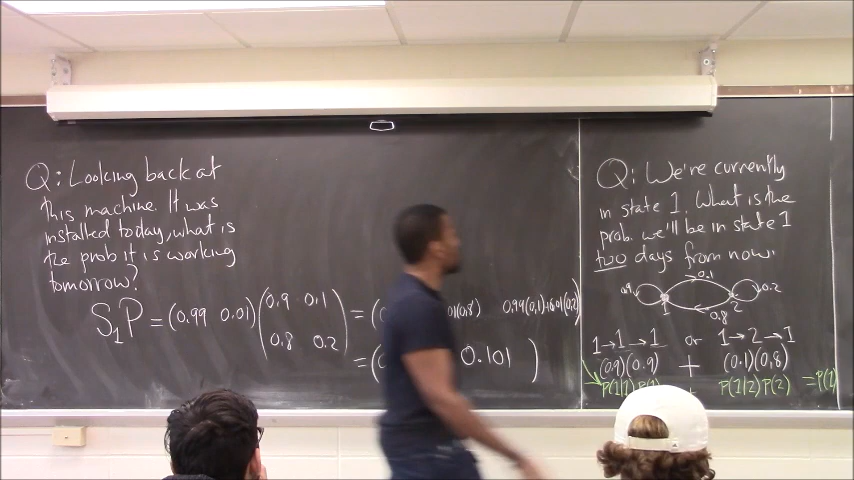 Q: Looking back at
this machine. It was
installed today, what is
the prob it is working
tomorrow?
S₁P = (0.99 0.01) (0.9 0.1
0.8 0.2) = ( 0.99(0.1)+0.01(0.2)
= ( 0.101 )
Q: We're currently
in state 1. What is the
prob. we'll be in state 1
two days from now.
0.1
0.9 0.2
1 2
0.8
1→1→1 or 1→2→1
(0.9)(0.9) + (0.1)(0.8)
P(1|1)P(1) + P(1|2)P(2) = P(1)